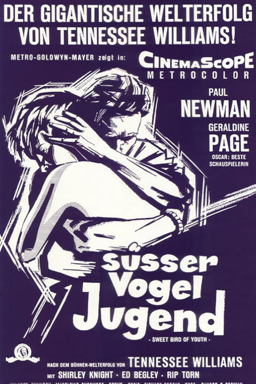 DER GIGANTISCHE WELTERFOLG
VON TENNESSEE WILLIAMS!
METRO-GOLDWYN-MAYER zeigt in:
CINEMASCOPE
METROCOLOR
PAUL
NEWMAN
GERALDINE
PAGE
OSCAR: BESTE
SCHAUSPIELERIN
süsser
Vogel
Jugend
- SWEET BIRD OF YOUTH -
NACH DEM BÜHNEN-WELTERFOLG VON TENNESSEE WILLIAMS
MIT SHIRLEY KNIGHT · ED BEGLEY · RIP TORN